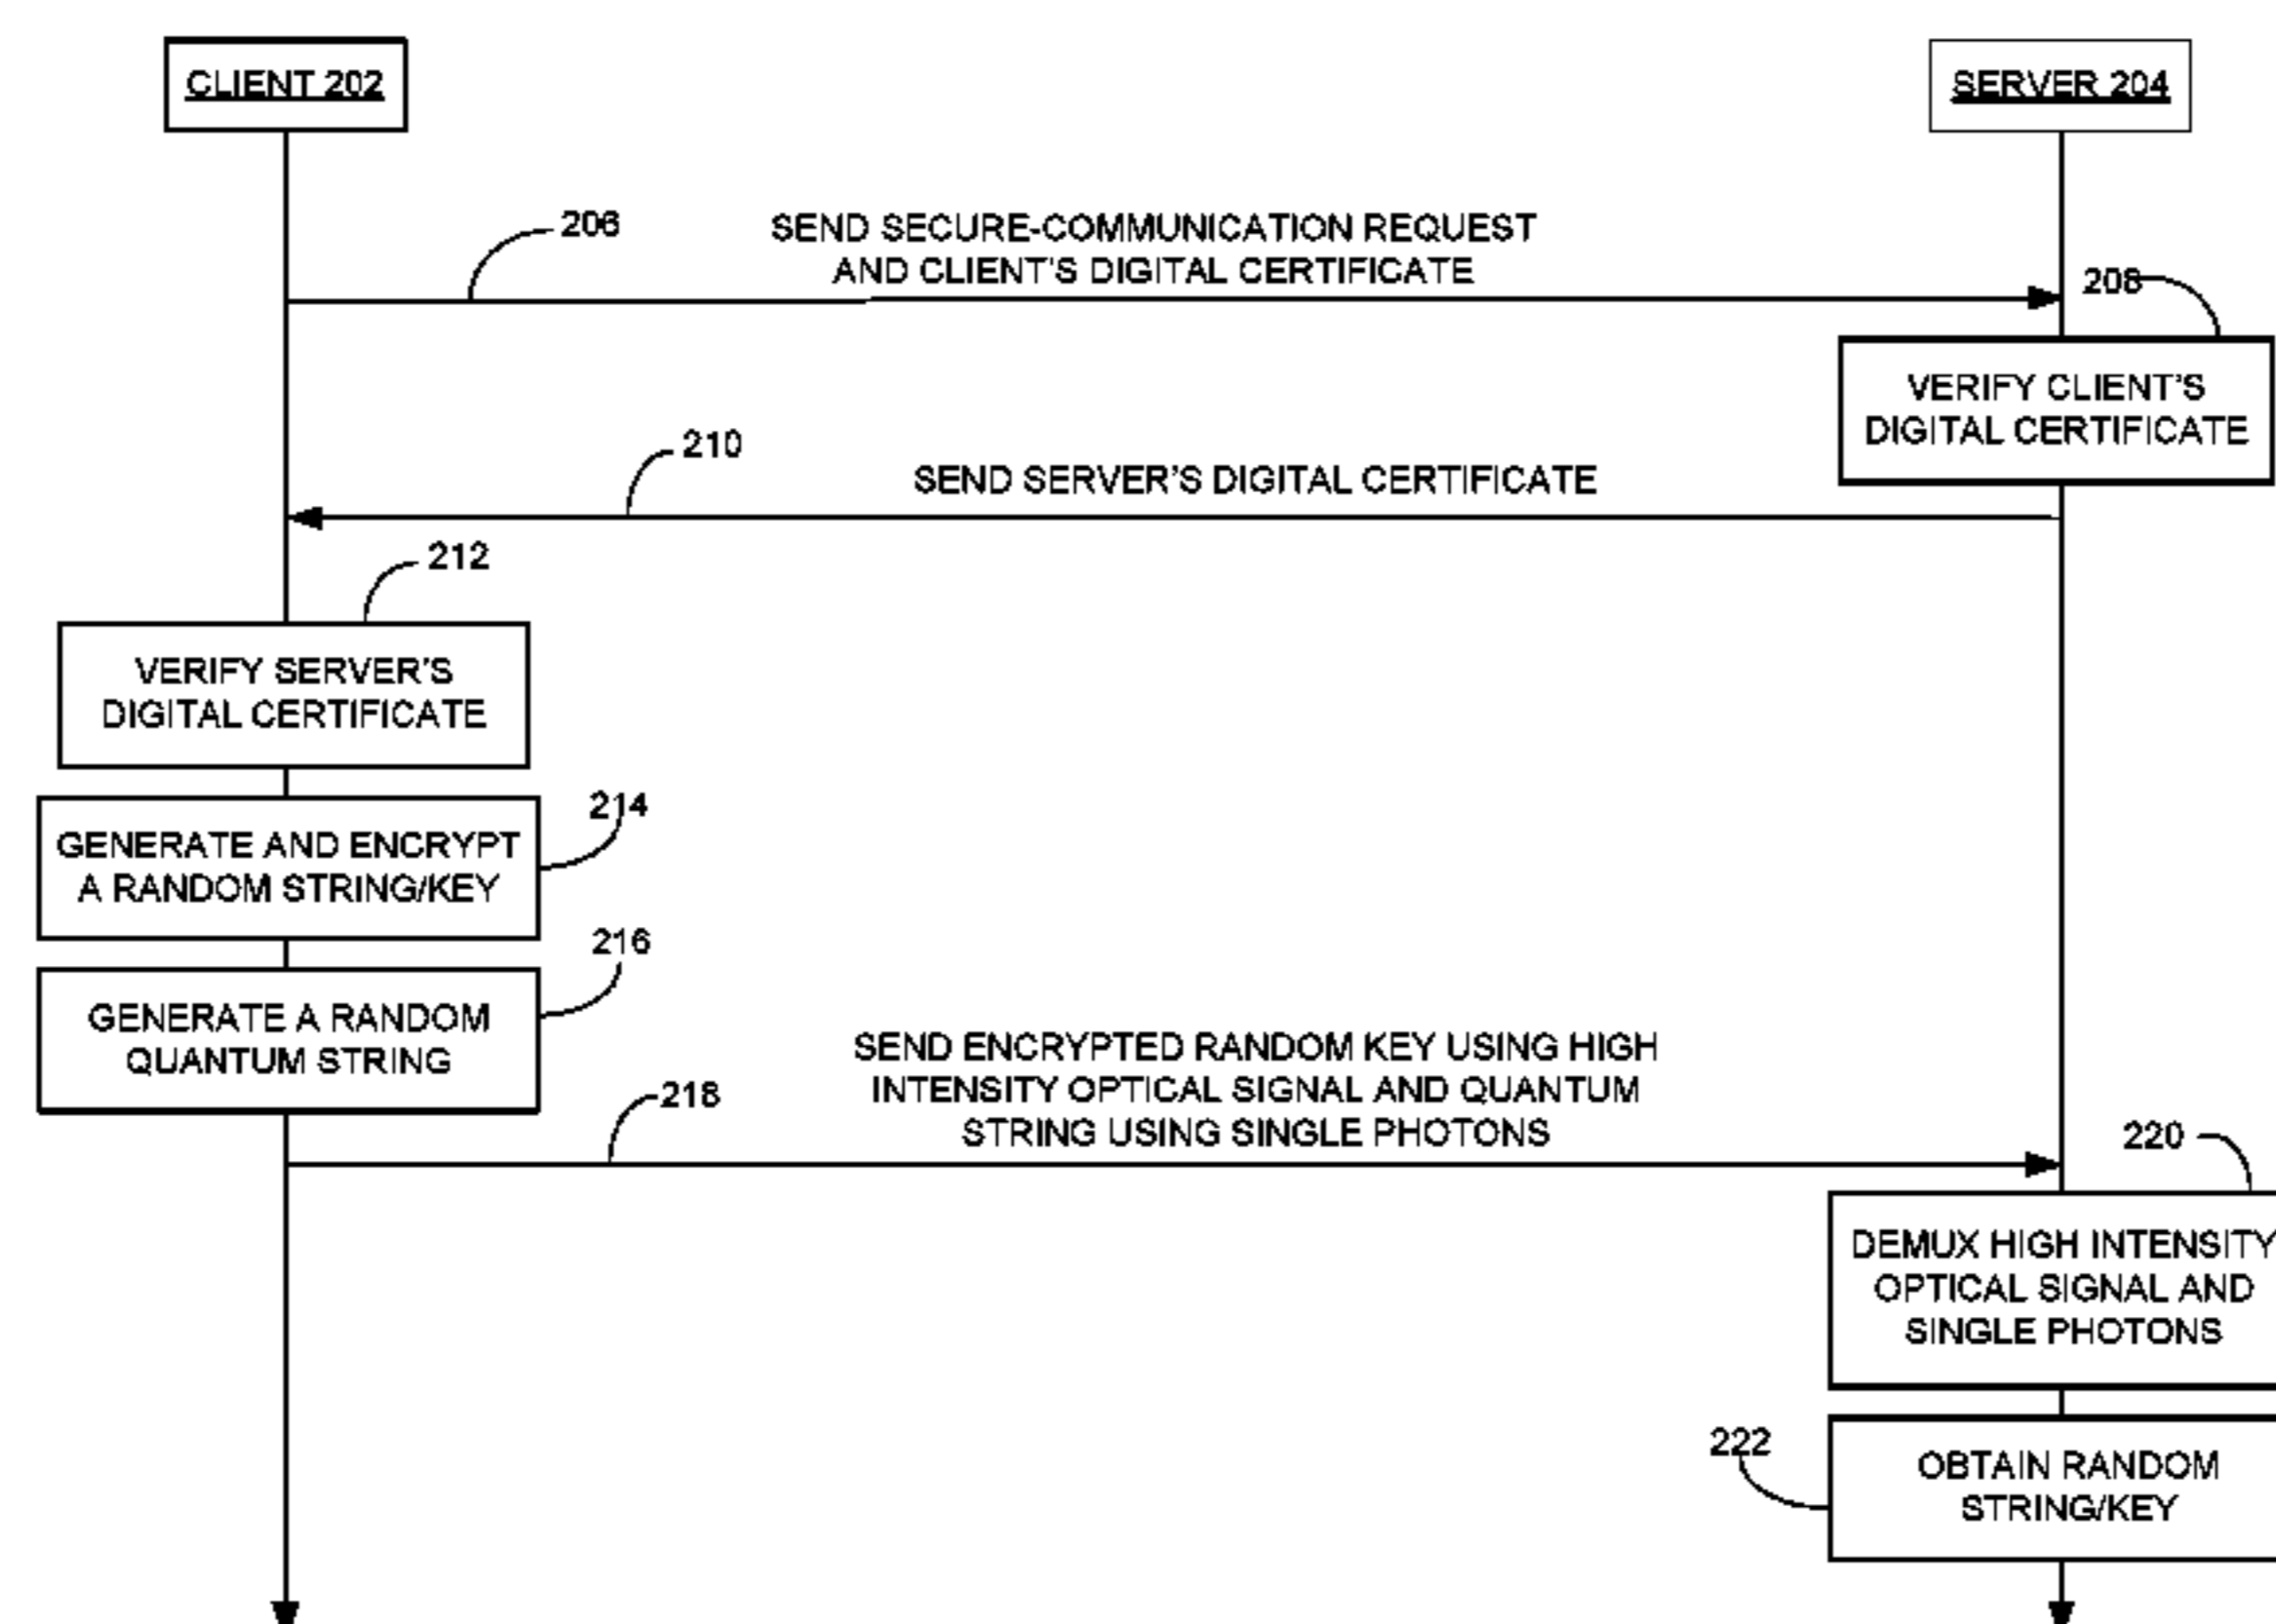 CLIENT 202
SERVER 204
206
SEND SECURE-COMMUNICATION REQUEST
AND CLIENT'S DIGITAL CERTIFICATE
208
VERIFY CLIENT'S
DIGITAL CERTIFICATE
210
SEND SERVER'S DIGITAL CERTIFICATE
212
VERIFY SERVER'S
DIGITAL CERTIFICATE
214
GENERATE AND ENCRYPT
A RANDOM STRING/KEY
216
GENERATE A RANDOM
QUANTUM STRING
218
SEND ENCRYPTED RANDOM KEY USING HIGH
INTENSITY OPTICAL SIGNAL AND QUANTUM
STRING USING SINGLE PHOTONS
220
DEMUX HIGH INTENSITY
OPTICAL SIGNAL AND
SINGLE PHOTONS
222
OBTAIN RANDOM
STRING/KEY